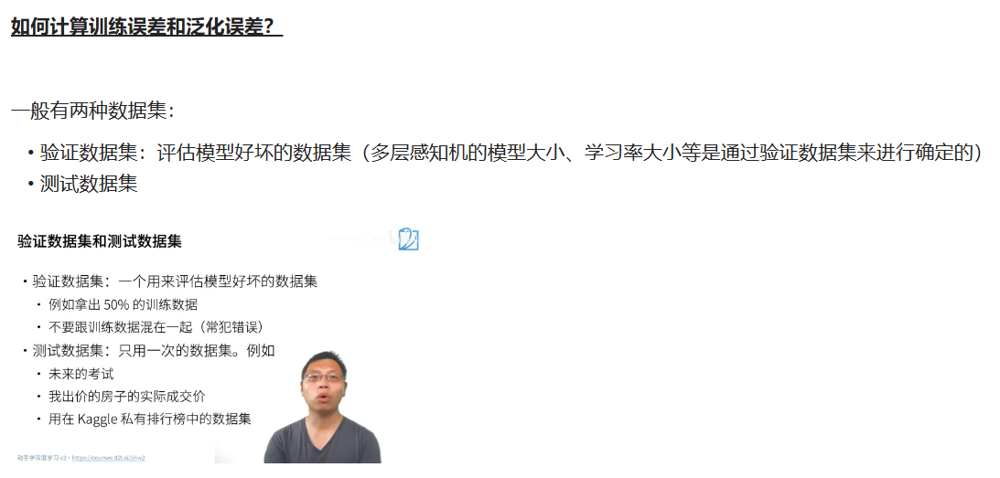 如何计算训练误差和泛化误差？
一般有两种数据集：
• 验证数据集：评估模型好坏的数据集（多层感知机的模型大小、学习率大小等是通过验证数据集来进行确定的）
• 测试数据集
验证数据集和测试数据集
• 验证数据集：一个用来评估模型好坏的数据集
• 例如拿出 50% 的训练数据
• 不要跟训练数据混在一起（常犯错误）
• 测试数据集：只用一次的数据集。例如
• 未来的考试
• 我出价的房子的实际成交价
• 用在 Kaggle 私有排行榜中的数据集
动手学深度学习 v2 • https://courses.d2l.ai/zh-v2